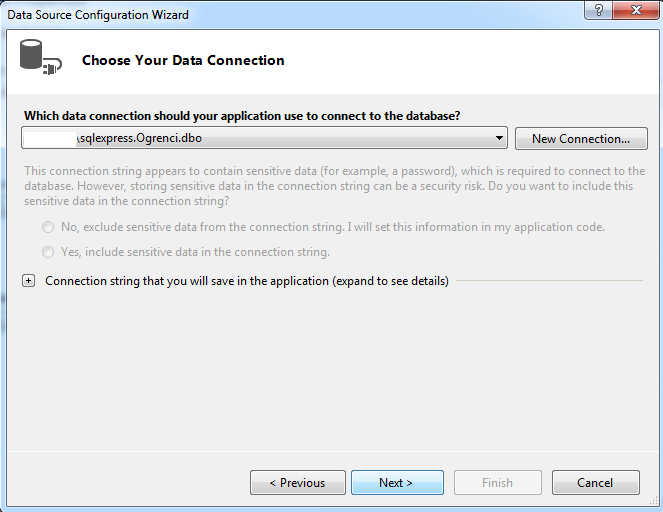 Data Source Configuration Wizard
?
Choose Your Data Connection
Which data connection should your application use to connect to the database?
\sqlexpress.Ogrenci.dbo
New Connection...
This connection string appears to contain sensitive data (for example, a password), which is required to connect to the
database. However, storing sensitive data in the connection string can be a security risk. Do you want to include this
sensitive data in the connection string?
No, exclude sensitive data from the connection string. I will set this information in my application code.
Yes, include sensitive data in the connection string.
Connection string that you will save in the application (expand to see details)
< Previous
Next >
Finish
Cancel